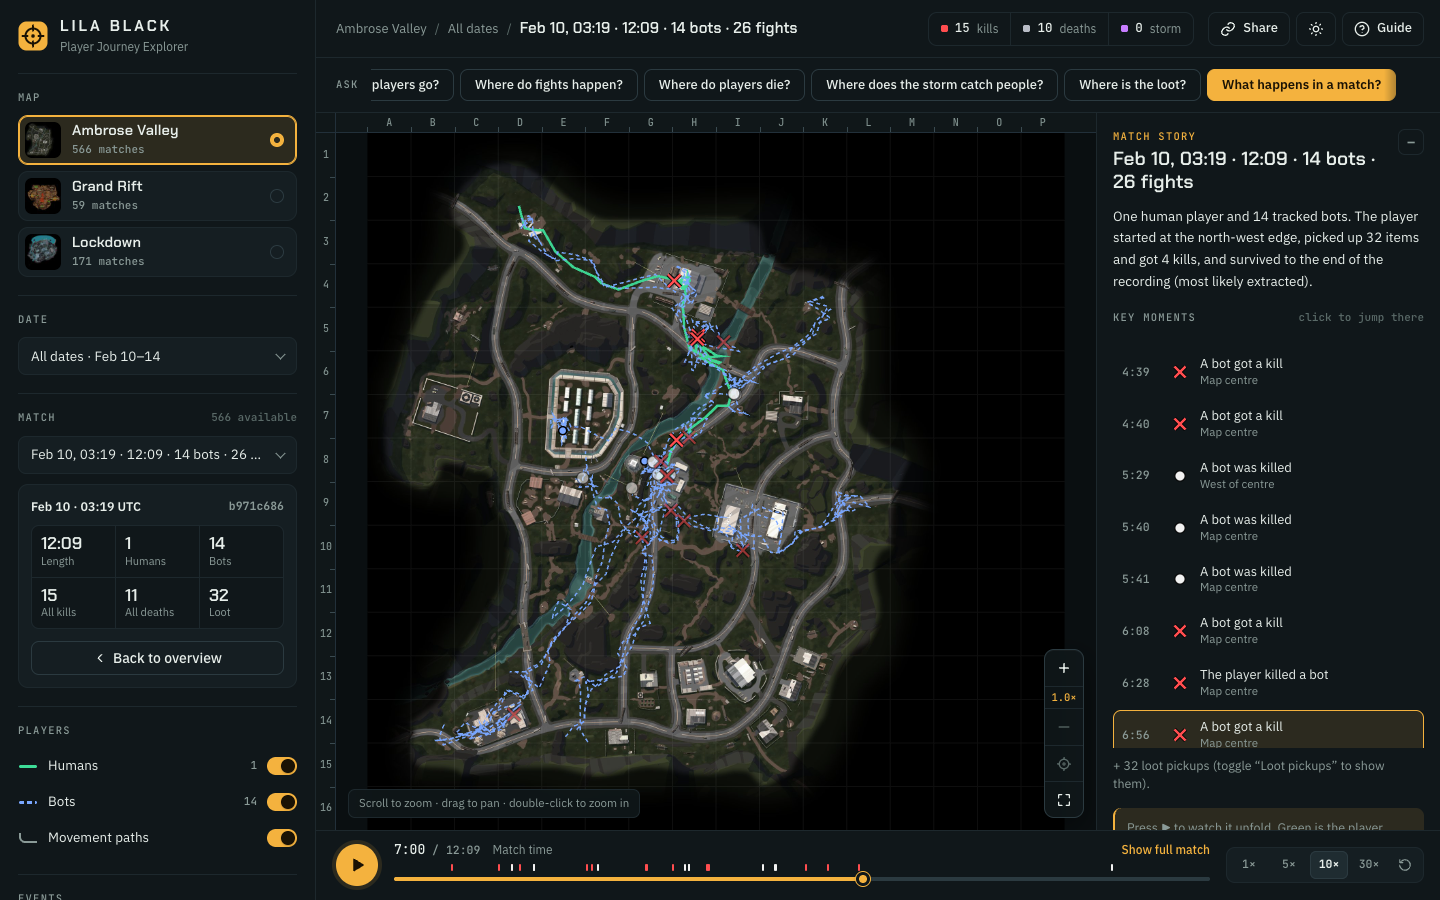 LILA BLACK
Player Journey Explorer
MAP
Ambrose Valley
566 matches
Grand Rift
59 matches
Lockdown
171 matches
DATE
All dates · Feb 10–14
MATCH
566 available
Feb 10, 03:19 · 12:09 · 14 bots · 26 ...
Feb 10 · 03:19 UTC
b971c686
12:09
1
14
Length
Humans
Bots
15
11
32
All kills
All deaths
Loot
Back to overview
PLAYERS
Humans
1
Bots
14
Movement paths
EVENTS
Ambrose Valley / All dates / Feb 10, 03:19 · 12:09 · 14 bots · 26 fights
15 kills
10 deaths
0 storm
Share
Guide
ASK
players go?
Where do fights happen?
Where do players die?
Where does the storm catch people?
Where is the loot?
What happens in a match?
A B C D E F G H I J K L M N O P
1
2
3
4
5
6
7
8
9
10
11
12
13
14
15
16
+
1.0×
−
Scroll to zoom · drag to pan · double-click to zoom in
MATCH STORY
Feb 10, 03:19 · 12:09 · 14 bots ·
26 fights
One human player and 14 tracked bots. The player
started at the north-west edge, picked up 32 items
and got 4 kills, and survived to the end of the
recording (most likely extracted).
KEY MOMENTS
click to jump there
4:39
A bot got a kill
Map centre
4:40
A bot got a kill
Map centre
5:29
A bot was killed
West of centre
5:40
A bot was killed
Map centre
5:41
A bot was killed
Map centre
6:08
A bot got a kill
Map centre
6:28
The player killed a bot
Map centre
6:56
A bot got a kill
Map centre
+ 32 loot pickups (toggle “Loot pickups” to show
them).
Press ▶ to watch it unfold. Green is the player,
7:00 / 12:09 Match time
Show full match
1×
5×
10×
30×